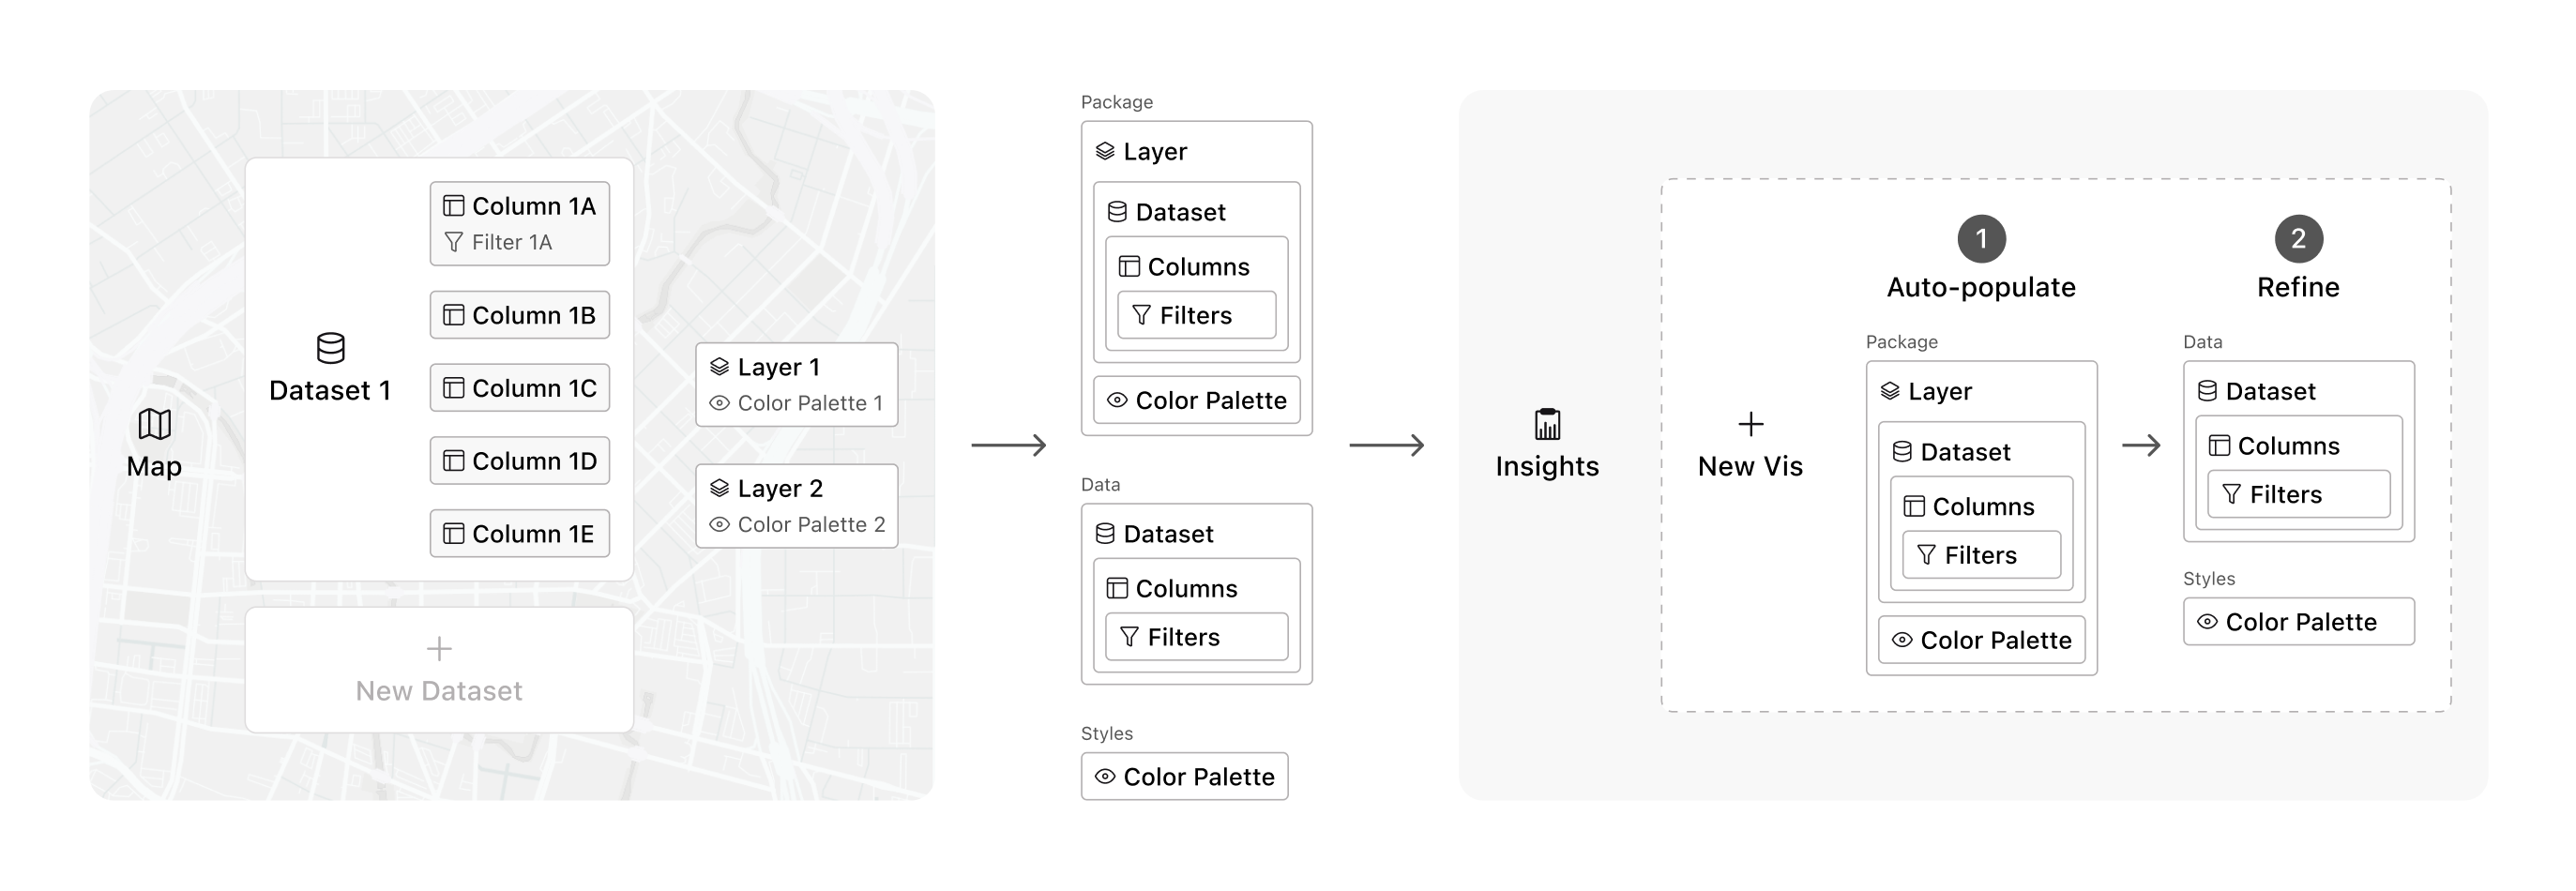 Map
Dataset 1
Column 1A
Filter 1A
Column 1B
Column 1C
Column 1D
Column 1E
New Dataset
Layer 1
Color Palette 1
Layer 2
Color Palette 2
Package
Layer
Dataset
Columns
Filters
Color Palette
Data
Dataset
Columns
Filters
Styles
Color Palette
Insights
New Vis
1
Auto-populate
Package
Layer
Dataset
Columns
Filters
Color Palette
2
Refine
Data
Dataset
Columns
Filters
Styles
Color Palette